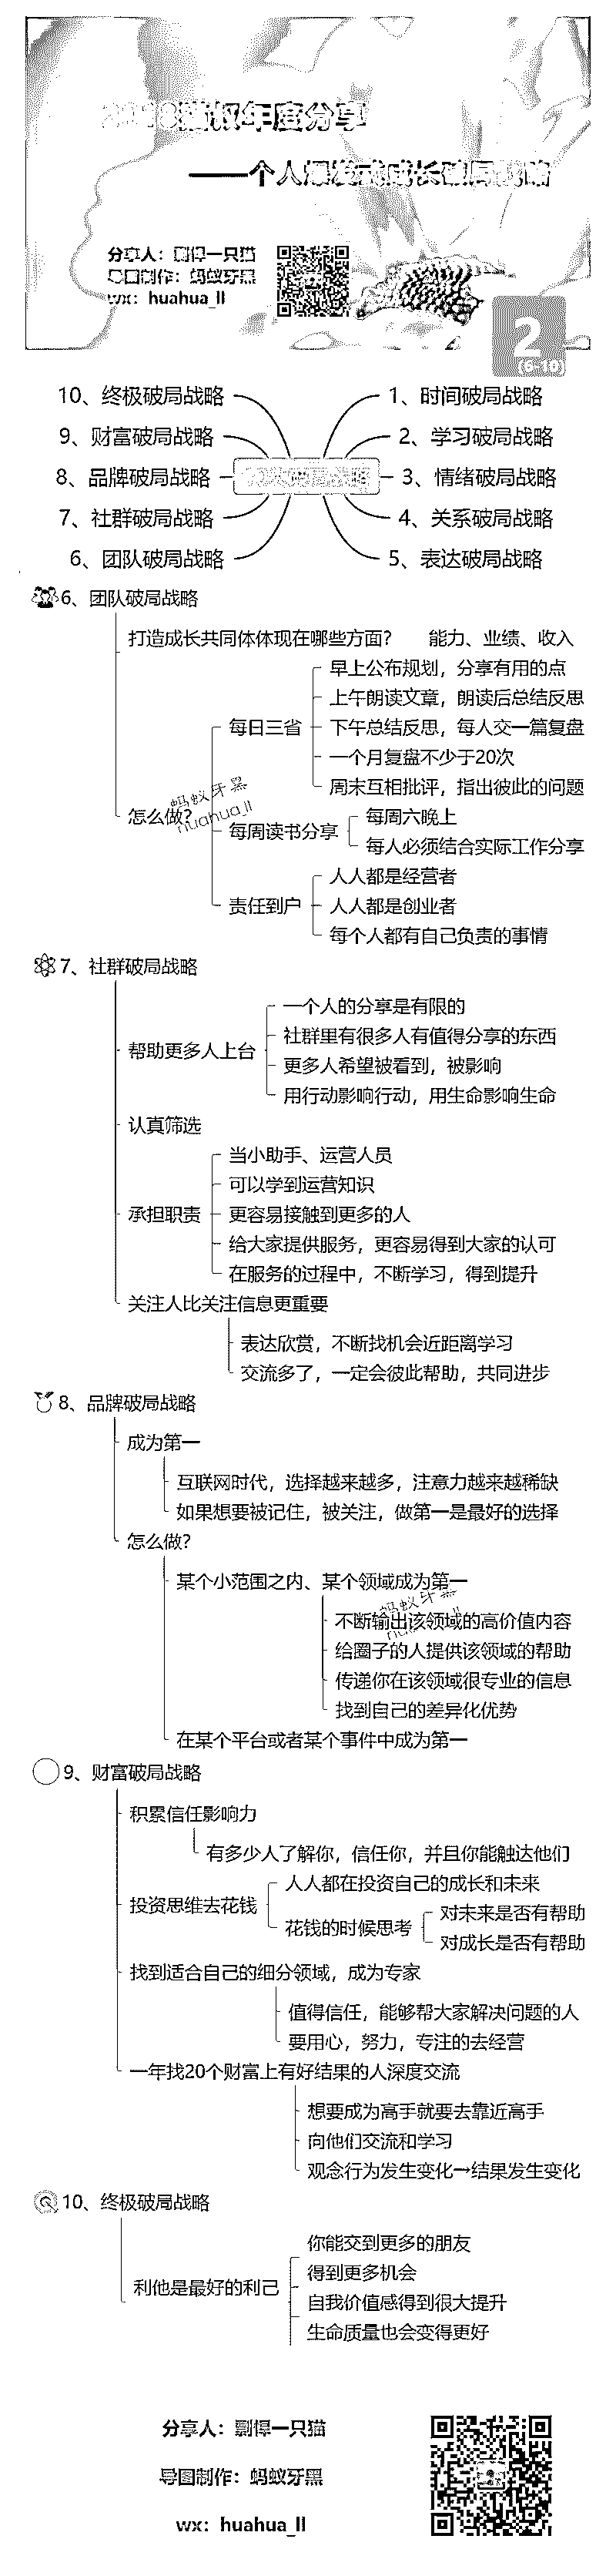 2018猫叔年度分享
——个人爆发式成长破局战略
分享人：剽悍一只猫
导图制作：蚂蚁牙黑
wx：huahua_ll
2
(6-10)
10、终极破局战略
1、时间破局战略
9、财富破局战略
2、学习破局战略
8、品牌破局战略
10大破局战略
3、情绪破局战略
7、社群破局战略
4、关系破局战略
6、团队破局战略
5、表达破局战略
6、团队破局战略
打造成长共同体体现在哪些方面？ 能力、业绩、收入
早上公布规划，分享有用的点
上午朗读文章，朗读后总结反思
每日三省
下午总结反思，每人交一篇复盘
一个月复盘不少于20次
周末互相批评，指出彼此的问题
蚂蚁牙黑
huahua_ll
怎么做？
每周六晚上
每周读书分享
每人必须结合实际工作分享
人人都是经营者
责任到户
人人都是创业者
每个人都有自己负责的事情
7、社群破局战略
一个人的分享是有限的
社群里有很多人有值得分享的东西
帮助更多人上台
更多人希望被看到，被影响
用行动影响行动，用生命影响生命
认真筛选
当小助手、运营人员
可以学到运营知识
承担职责
更容易接触到更多的人
给大家提供服务，更容易得到大家的认可
在服务的过程中，不断学习，得到提升
关注人比关注信息更重要
表达欣赏，不断找机会近距离学习
交流多了，一定会彼此帮助，共同进步
8、品牌破局战略
成为第一
互联网时代，选择越来越多，注意力越来越稀缺
如果想要被记住，被关注，做第一是最好的选择
怎么做？
某个小范围之内、某个领域成为第一
蚂蚁牙黑
不断输出该领域的高价值内容
给圈子的人提供该领域的帮助
传递你在该领域很专业的信息
找到自己的差异化优势
在某个平台或者某个事件中成为第一
9、财富破局战略
积累信任影响力
有多少人了解你，信任你，并且你能触达他们
人人都在投资自己的成长和未来
投资思维去花钱
对未来是否有帮助
花钱的时候思考
对成长是否有帮助
找到适合自己的细分领域，成为专家
值得信任，能够帮大家解决问题的人
要用心，努力，专注的去经营
一年找20个财富上有好结果的人深度交流
想要成为高手就要去靠近高手
向他们交流和学习
观念行为发生变化→结果发生变化
10、终极破局战略
你能交到更多的朋友
得到更多机会
利他是最好的利己
自我价值感得到很大提升
生命质量也会变得更好
分享人：剽悍一只猫
导图制作：蚂蚁牙黑
wx：huahua_ll